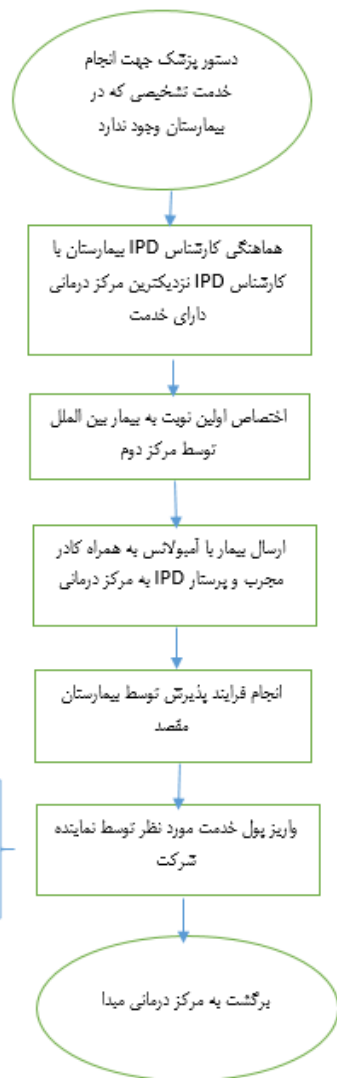 دستور پزشک جهت انجام
خدمت تشخیصی که در
بیمارستان وجود ندارد
هماهنگی کارشناس IPD بیمارستان با
کارشناس IPD نزدیکترین مرکز درمانی
دارای خدمت
اختصاص اولین نوبت به بیمار بین الملل
توسط مرکز دوم
ارسال بیمار با آمبولانس به همراه کادر
مجرب و پرستار IPD به مرکز درمانی
انجام فرایند پذیرش توسط بیمارستان
مقصد
واریز پول خدمت مورد نظر توسط نماینده
شرکت
برگشت به مرکز درمانی مبدا